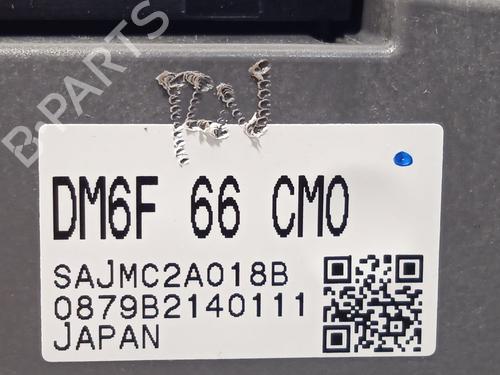 B-PARTS
DM6F 66 CM0
SAJMC2A018B
0879B2140111
JAPAN